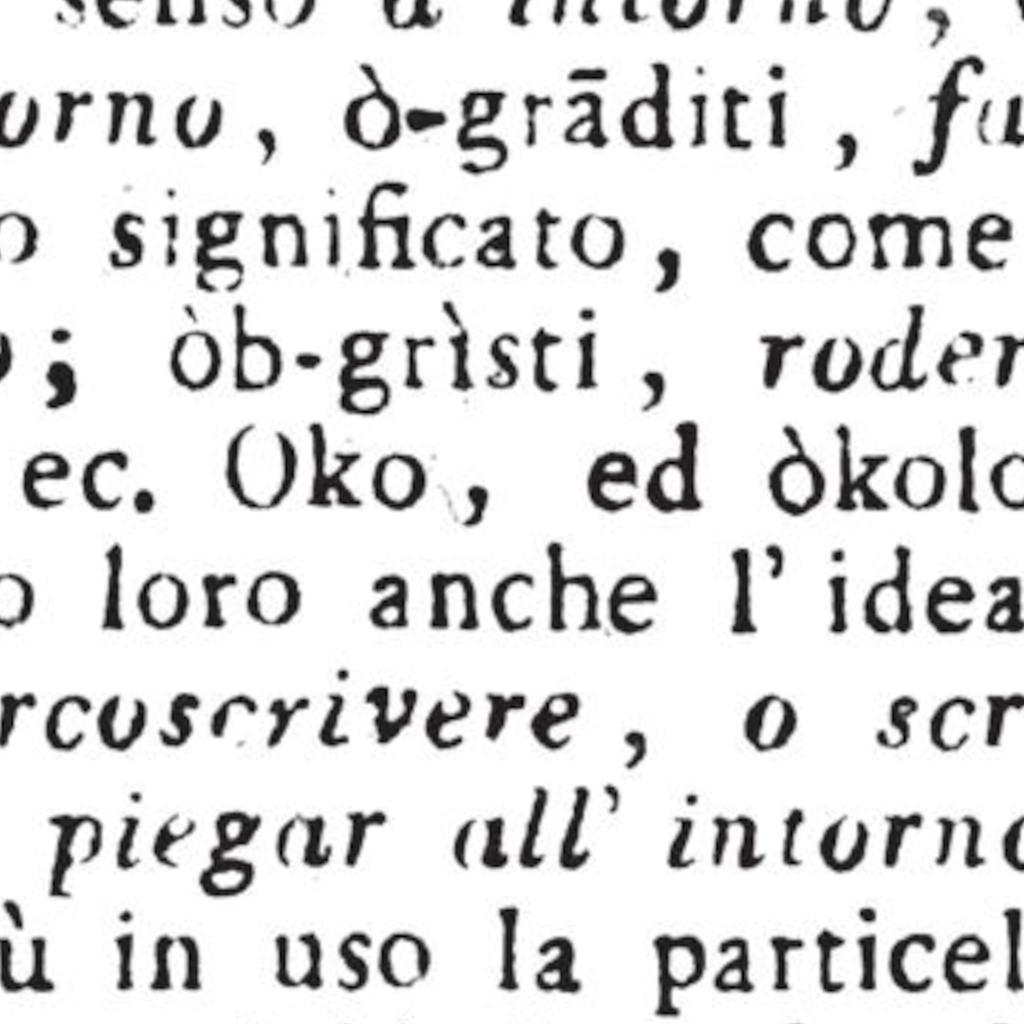 senso d'intorno,
orno, ò-grāditi, fa
o significato, come
; òb-grìsti, roder
ec. Oko, ed òkolo
o loro anche l'idea
rcoscrivere, o scr
piegar all' intorno
ù in uso la particel